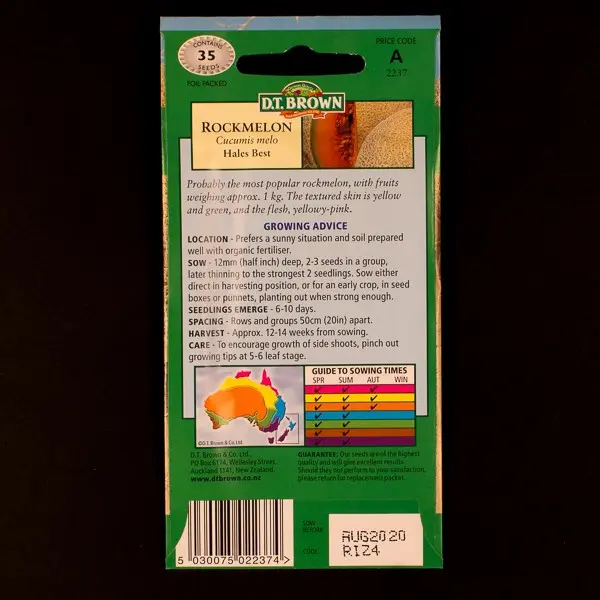 CONTAINS
35
SEEDS
FOIL PACKED
PRICE CODE
A
2237
D.T. BROWN
ROCKMELON
Cucumis melo
Hales Best
Probably the most popular rockmelon, with fruits
weighing approx. 1 kg. The textured skin is yellow
and green, and the flesh, yellowy-pink.
GROWING ADVICE
LOCATION - Prefers a sunny situation and soil prepared
well with organic fertiliser.
SOW - 12mm (half inch) deep, 2-3 seeds in a group,
later thinning to the strongest 2 seedlings. Sow either
direct in harvesting position, or for an early crop, in seed
boxes or punnets, planting out when strong enough.
SEEDLINGS EMERGE - 6-10 days.
SPACING - Rows and groups 50cm (20in) apart.
HARVEST - Approx. 12-14 weeks from sowing.
CARE - To encourage growth of side shoots, pinch out
growing tips at 5-6 leaf stage.
GUIDE TO SOWING TIMES
SPR SUM AUT WIN
©D.T. Brown & Co. Ltd.
D.T. Brown & Co. Ltd.,
PO Box 6174, Wellesley Street,
Auckland 1141, New Zealand.
www.dtbrown.co.nz
GUARANTEE: Our seeds are of the highest
quality and will give excellent results.
Should they not perform to your satisfaction,
please return for replacement packet.
SOW
BEFORE
AUG2020
CODE
RIZ4
5 030075 022374 >